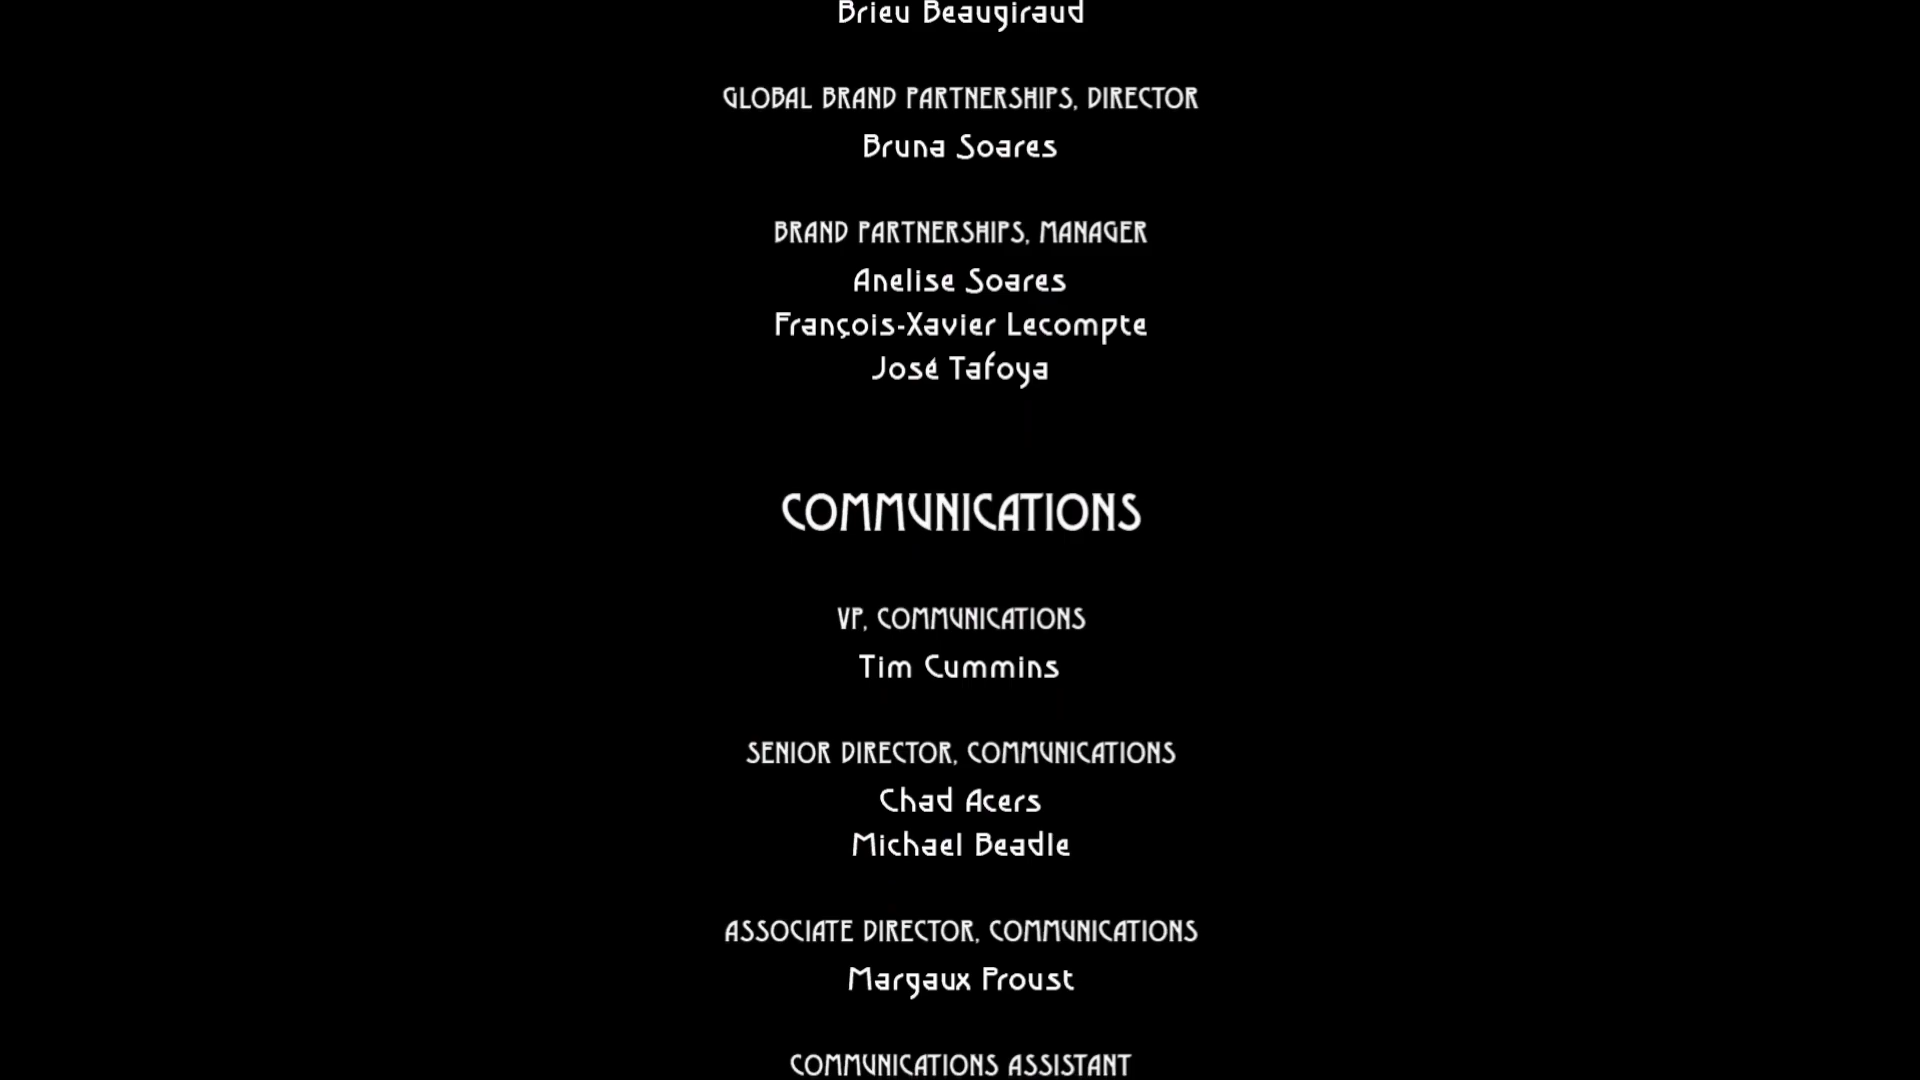 Brieu Beaugiraud
GLOBAL BRAND PARTNERSHIPS, DIRECTOR
Bruna Soares
BRAND PARTNERSHIPS, MANAGER
Anelise Soares
François-Xavier Lecompte
José Tafoya
COMMUNICATIONS
VP, COMMUNICATIONS
Tim Cummins
SENIOR DIRECTOR, COMMUNICATIONS
Chad Acers
Michael Beadle
ASSOCIATE DIRECTOR, COMMUNICATIONS
Margaux Proust
COMMUNICATIONS ASSISTANT